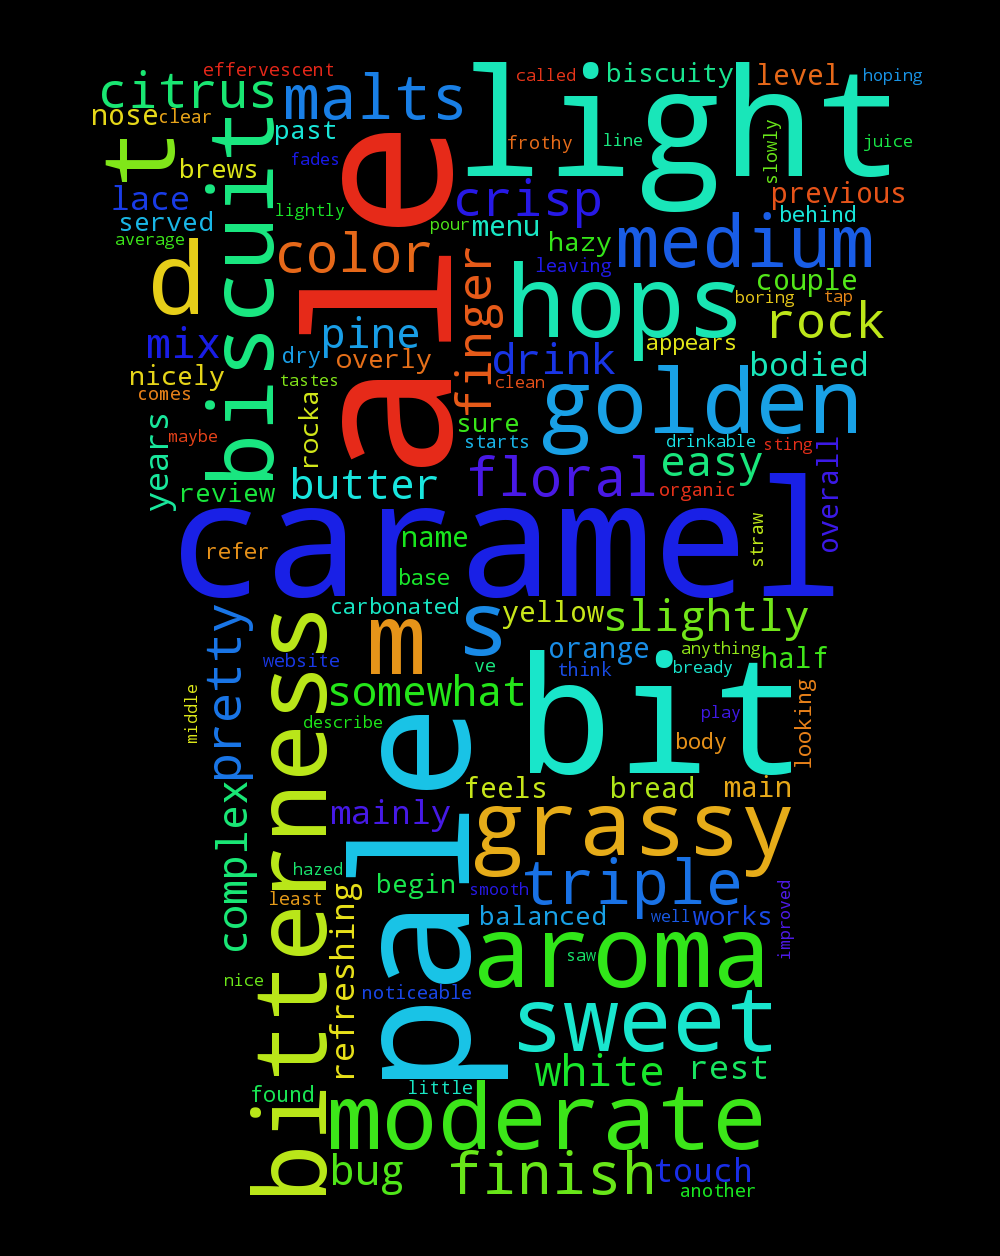 effervescent
light
called
biscuity
level
hoping
citrus
malts
nose
clear
t
biscuit
past
ale
frothy
line
slowly
juice
brews
fades
lace
crisp
previous
served
lightly
pour
menu
behind
average
color
hazy
medium
d
finger
leaving
hops
couple
boring
tap
mix
pine
rock
dry
overly
drink
appears
bodied
nicely
tastes
clean
golden
comes
rocka
years
maybe
sure
starts
drinkable
sting
overall
review
butter
floral
easy
organic
caramel
refer
name
straw
base
pretty
bitterness
carbonated
m
s
yellow
slightly
website
ve
orange
think
anything
bready
half
middle
somewhat
bit
looking
describe
pale
play
body
complex
mainly
feels
bread
main
grassy
hazed
begin
smooth
triple
least
refreshing
balanced
well
works
improved
aroma
saw
nice
noticeable
sweet
white
rest
found
little
moderate
bug
finish
touch
another